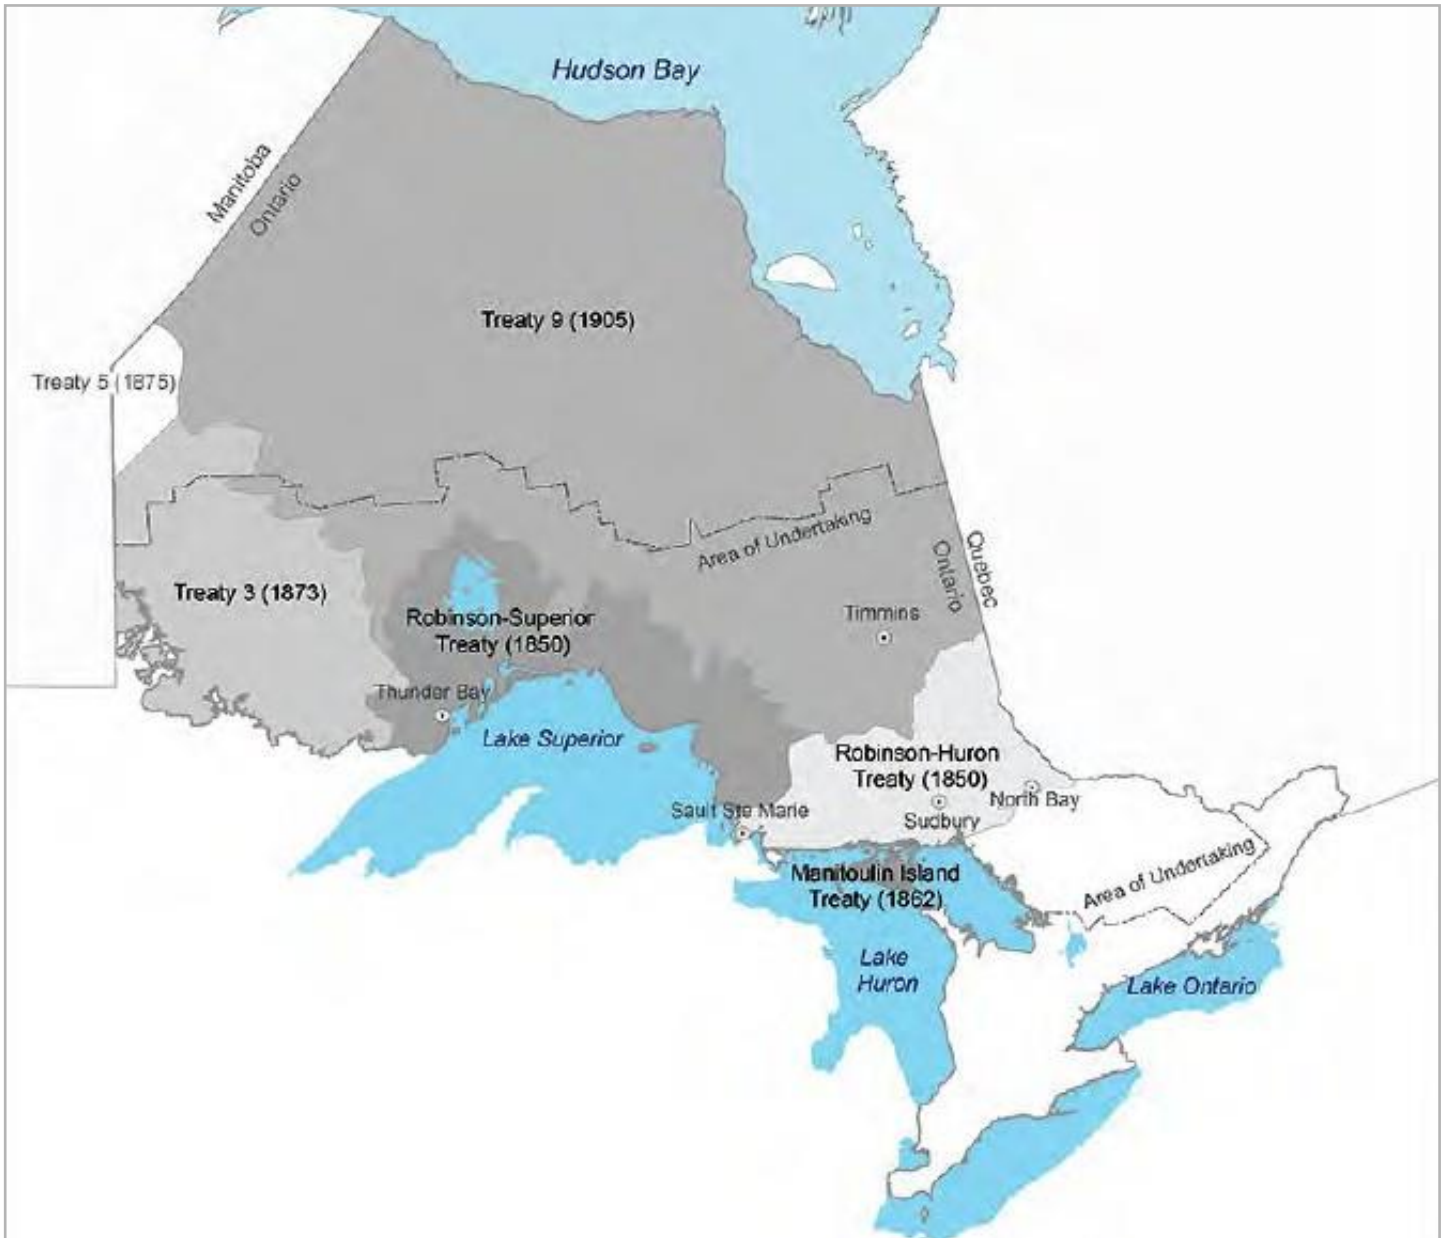 Hudson Bay
Manitoba
Ontario
Treaty 9 (1905)
Treaty 5 (1875)
Area of Undertaking
Quebec
Ontario
Treaty 3 (1873)
Robinson-Superior
Treaty (1850)
Timmins
Thunder Bay
Lake Superior
Robinson-Huron
Treaty (1850)
North Bay
Sault Ste Marie
Sudbury
Manitoulin Island
Treaty (1862)
Area of Undertaking
Lake
Huron
Lake Ontario